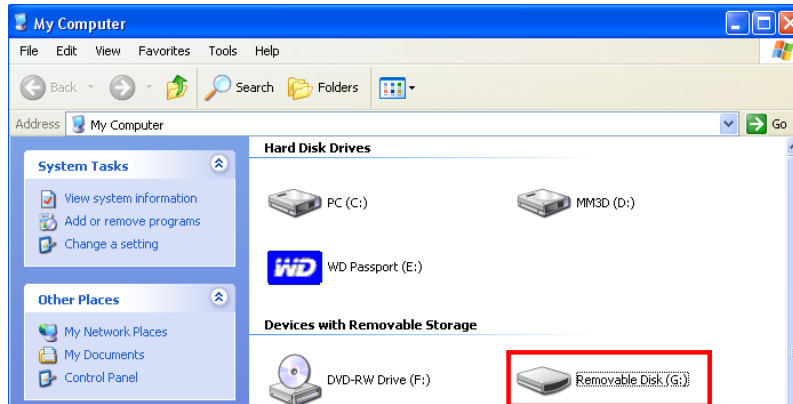 My Computer
File Edit View Favorites Tools Help
Back Search Folders
Address My Computer Go
System Tasks
View system information
Add or remove programs
Change a setting
Other Places
My Network Places
My Documents
Control Panel
Hard Disk Drives
PC (C:)
MM3D (D:)
WD WD Passport (E:)
Devices with Removable Storage
DVD-RW Drive (F:)
Removable Disk (G:)